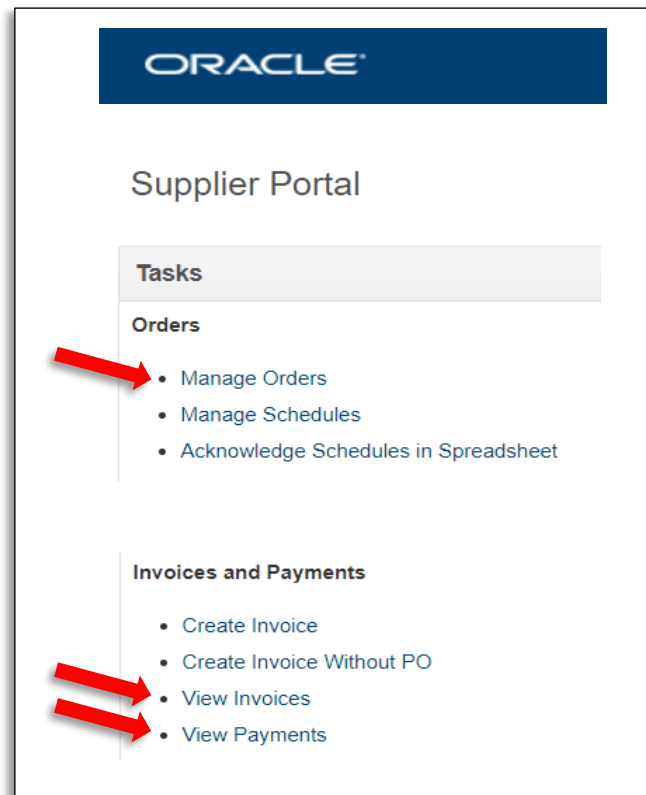 ORACLE
Supplier Portal
Tasks
Orders
Manage Orders
Manage Schedules
Acknowledge Schedules in Spreadsheet
Invoices and Payments
Create Invoice
Create Invoice Without PO
View Invoices
View Payments